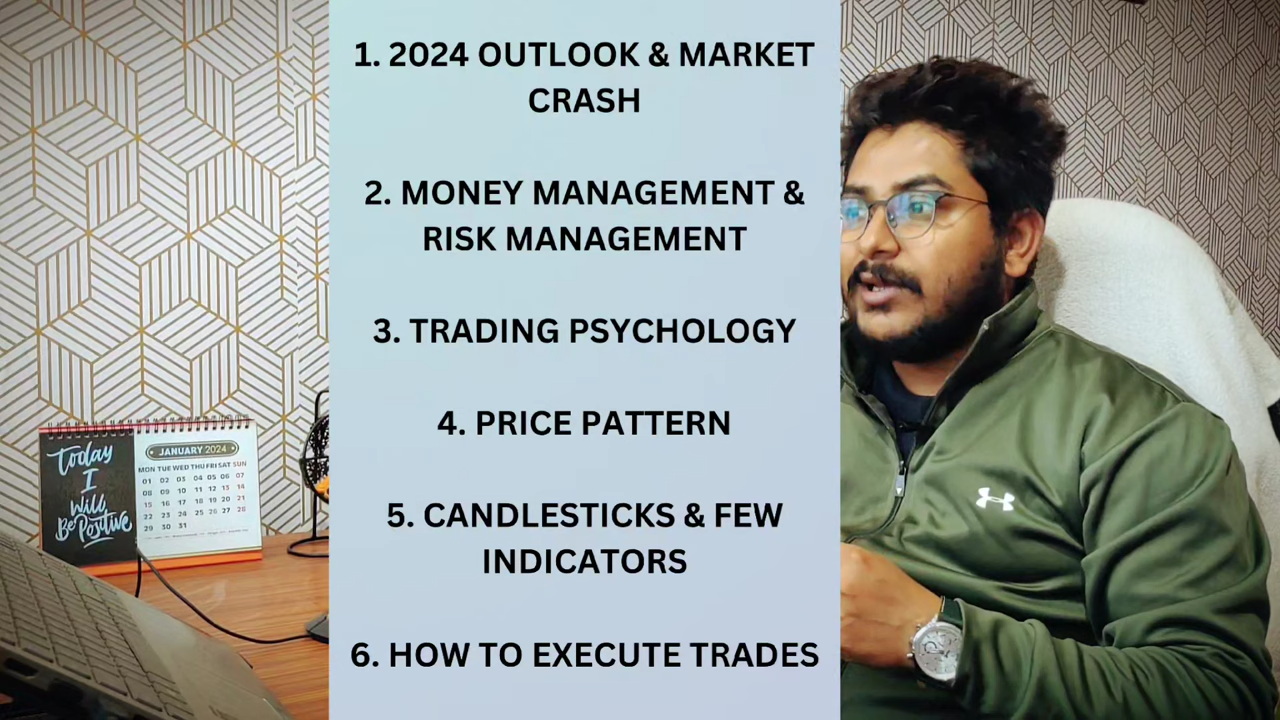 1. 2024 OUTLOOK & MARKET
CRASH
2. MONEY MANAGEMENT &
RISK MANAGEMENT
3. TRADING PSYCHOLOGY
4. PRICE PATTERN
5. CANDLESTICKS & FEW
INDICATORS
6. HOW TO EXECUTE TRADES
Today
I
Will
Be Positive
JANUARY 2024
MON TUE WED THU FRI SAT SUN
01 02 03 04 05 06 07
08 09 10 11 12 13 14
15 16 17 18 19 20 21
22 23 24 25 26 27 28
29 30 31